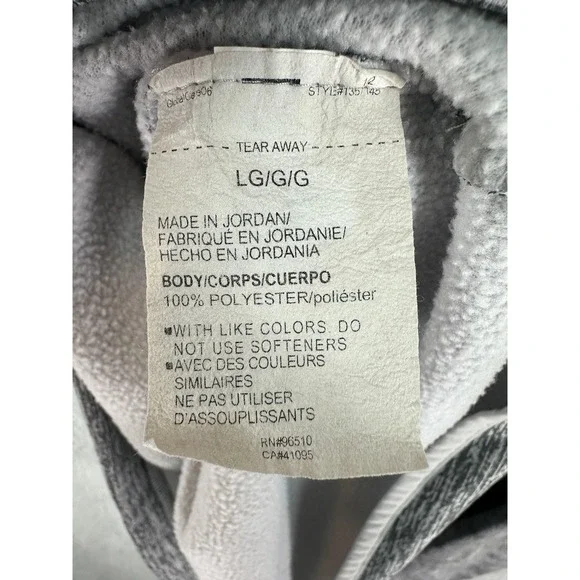 TEAR AWAY
LG/G/G
MADE IN JORDAN/
FABRIQUÉ EN JORDANIE/
HECHO EN JORDANIA
BODY/CORPS/CUERPO
100% POLYESTER/poliéster
■WITH LIKE COLORS DO
NOT USE SOFTENERS
■AVEC DES COULEURS
SIMILAIRES
NE PAS UTILISER
D'ASSOUPLISSANTS
RN#96510
CA#41095